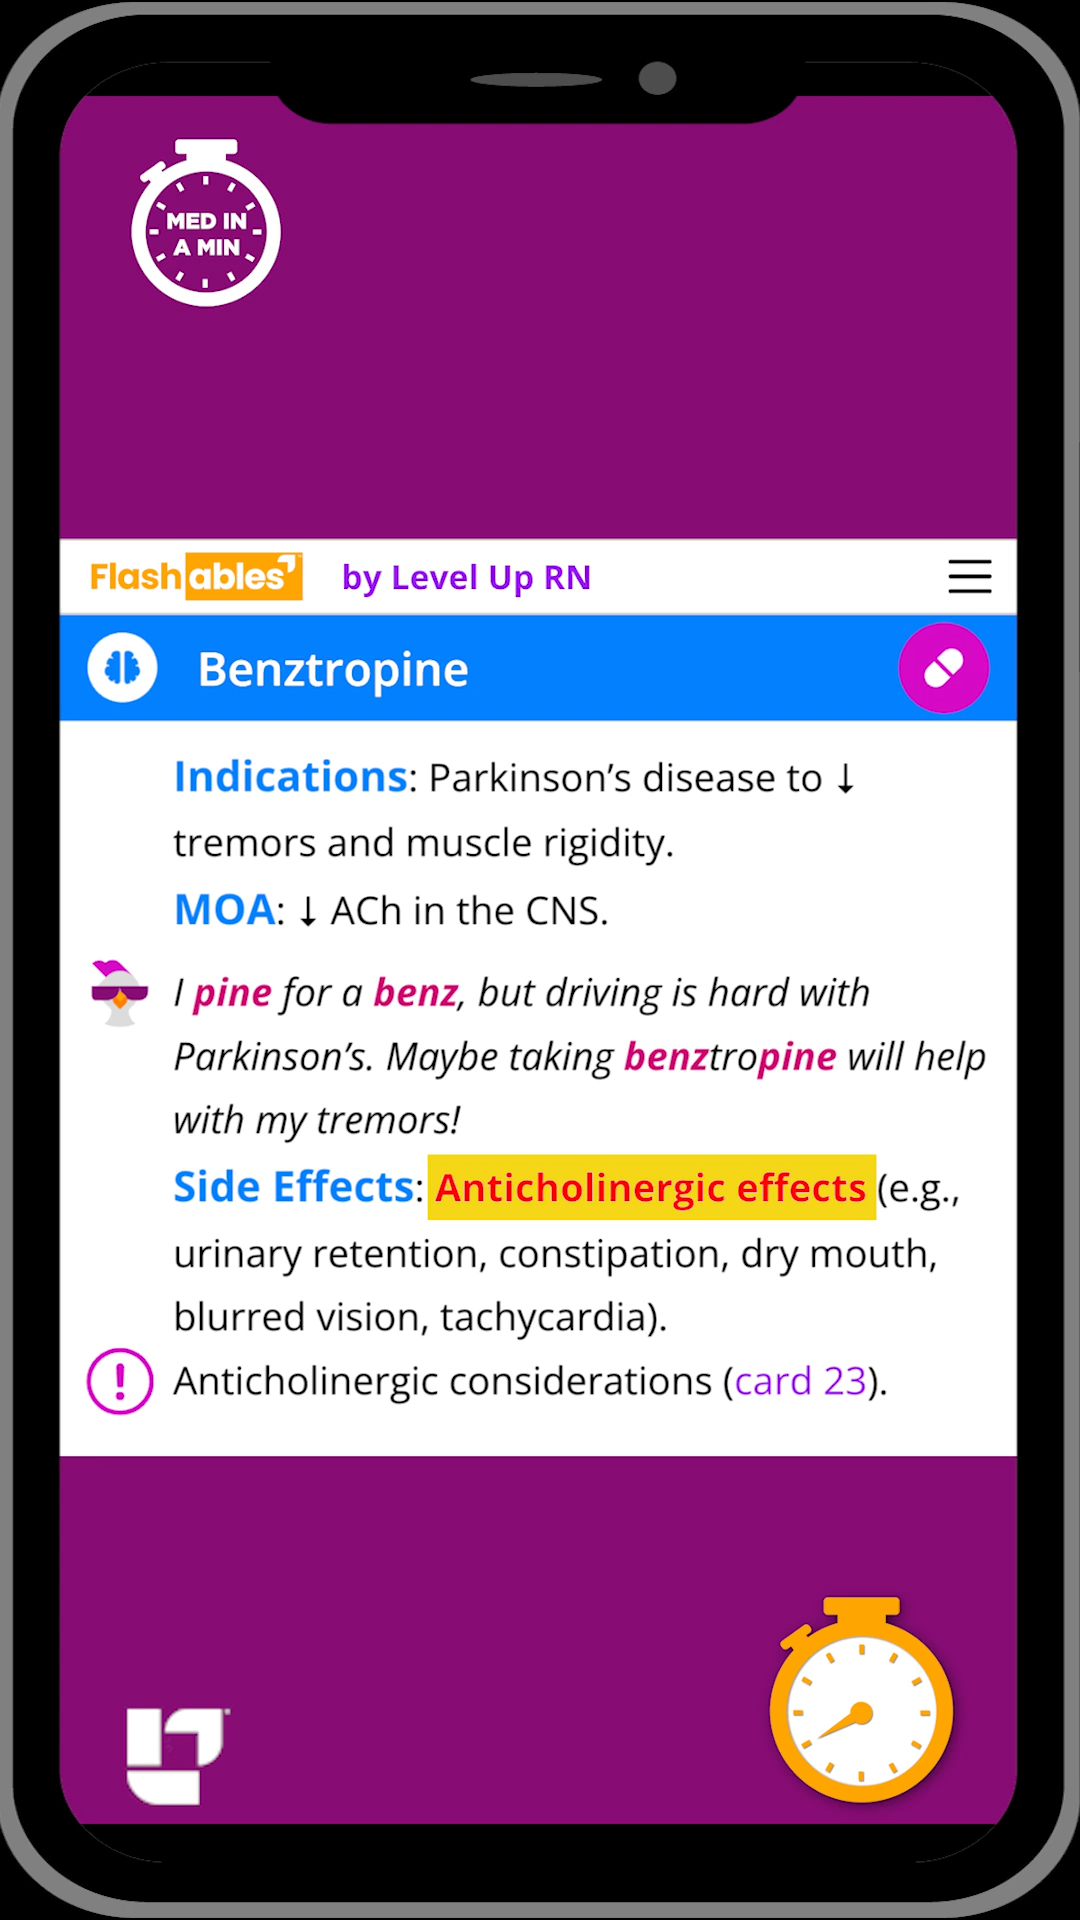 MED IN
A MIN
Flashables
by Level Up RN
Benztropine
Indications: Parkinson’s disease to ↓
tremors and muscle rigidity.
MOA: ↓ ACh in the CNS.
I pine for a benz, but driving is hard with
Parkinson’s. Maybe taking benztropine will help
with my tremors!
Side Effects: Anticholinergic effects (e.g.,
urinary retention, constipation, dry mouth,
blurred vision, tachycardia).
Anticholinergic considerations (card 23).